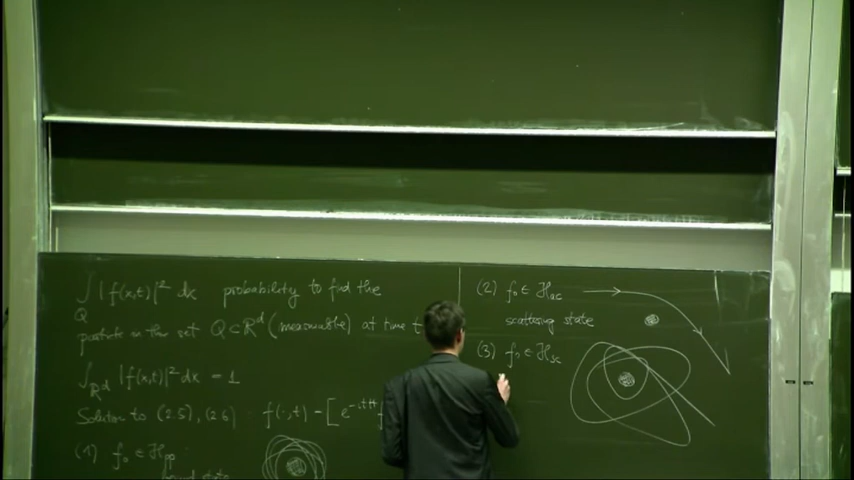 ∫_Q |f(x,t)|² dx probability to find the
particle in the set Q ⊂ ℝ^d (measurable) at time t
∫_{ℝ^d} |f(x,t)|² dx = 1
Solution to (2.5), (2.6) : f(·,t) = [e^{-itH} f
(1) f₀ ∈ ℋ_pp
bound state
(2) f₀ ∈ ℋ_ac
scattering state
(3) f₀ ∈ ℋ_sc